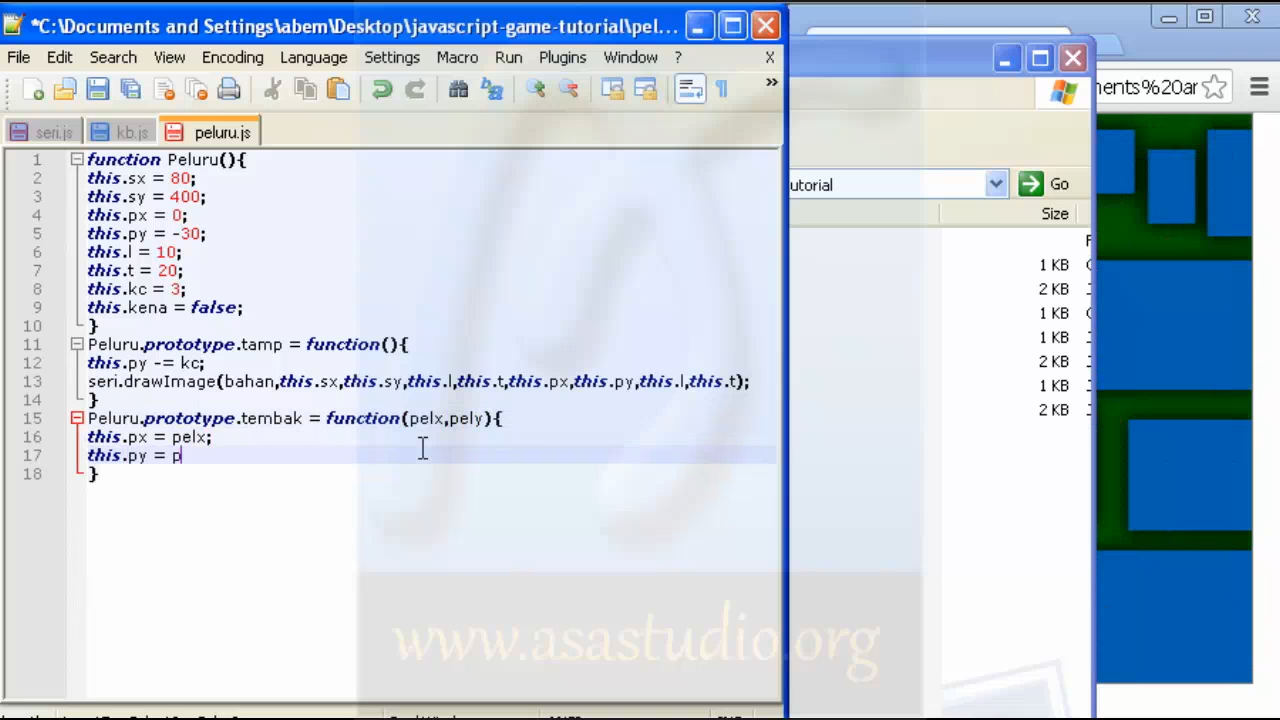 *C:\Documents and Settings\abem\Desktop\javascript-game-tutorial\pel...
File Edit Search View Encoding Language Settings Macro Run Plugins Window ? X
seri.js kb.js peluru.js
1 function Peluru(){
2 this.sx = 80;
3 this.sy = 400;
4 this.px = 0;
5 this.py = -30;
6 this.l = 10;
7 this.t = 20;
8 this.kc = 3;
9 this.kena = false;
10 }
11 Peluru.prototype.tamp = function(){
12 this.py -= kc;
13 seri.drawImage(bahan,this.sx,this.sy,this.l,this.t,this.px,this.py,this.l,this.t);
14 }
15 Peluru.prototype.tembak = function(pelx,pely){
16 this.px = pelx;
17 this.py = p
18 }
ments%20ar
utorial Go
Size
1 KB
2 KB
1 KB
1 KB
2 KB
1 KB
2 KB
www.asastudio.org